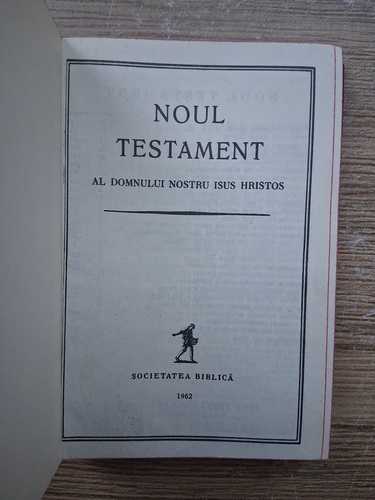 NOUL
TESTAMENT
AL DOMNULUI NOSTRU ISUS HRISTOS
SOCIETATEA BIBLICĂ
1962